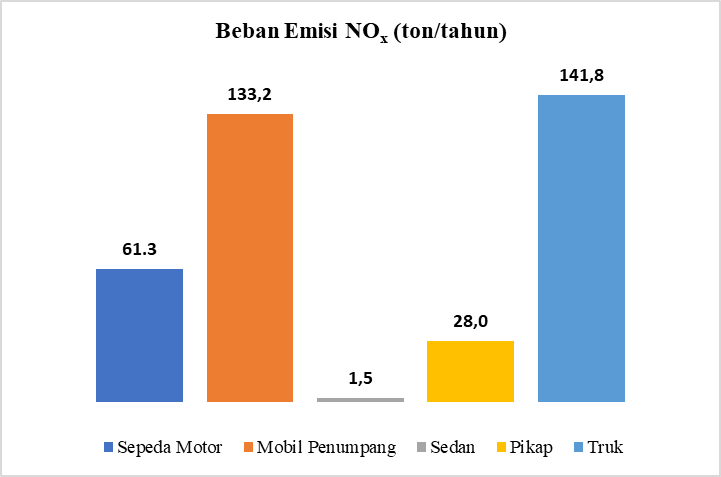 Beban Emisi NOx (ton/tahun)
141,8
133,2
61.3
28,0
1,5
Sepeda Motor Mobil Penumpang Sedan Pikap Truk